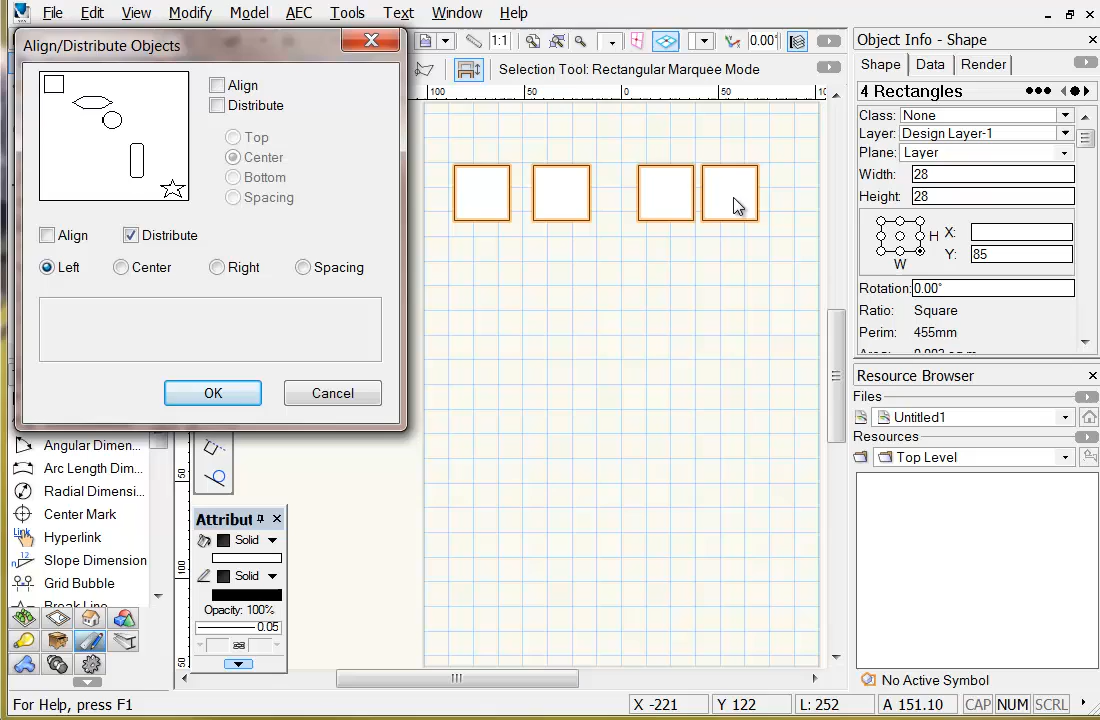 File Edit View Modify Model AEC Tools Text Window Help
Align/Distribute Objects
Align
Distribute
Top
Center
Bottom
Spacing
Align Distribute
Left Center Right Spacing
OK Cancel
1:1 0.00°
Selection Tool: Rectangular Marquee Mode
100 50 0 50 10
Object Info - Shape
Shape Data Render
4 Rectangles
Class: None
Layer: Design Layer-1
Plane: Layer
Width: 28
Height: 28
H X:
Y: 85
W
Rotation: 0.00°
Ratio: Square
Perim: 455mm
Resource Browser
Files
Untitled1
Resources
Top Level
No Active Symbol
Angular Dimen...
Arc Length Dim...
Radial Dimensi...
Center Mark
Link Hyperlink
12 Slope Dimension
Grid Bubble
Break Line
50
100
50
Attribut
Solid
Solid
Opacity: 100%
0.05
For Help, press F1
X -221 Y 122 L: 252 A 151.10 CAP NUM SCRL